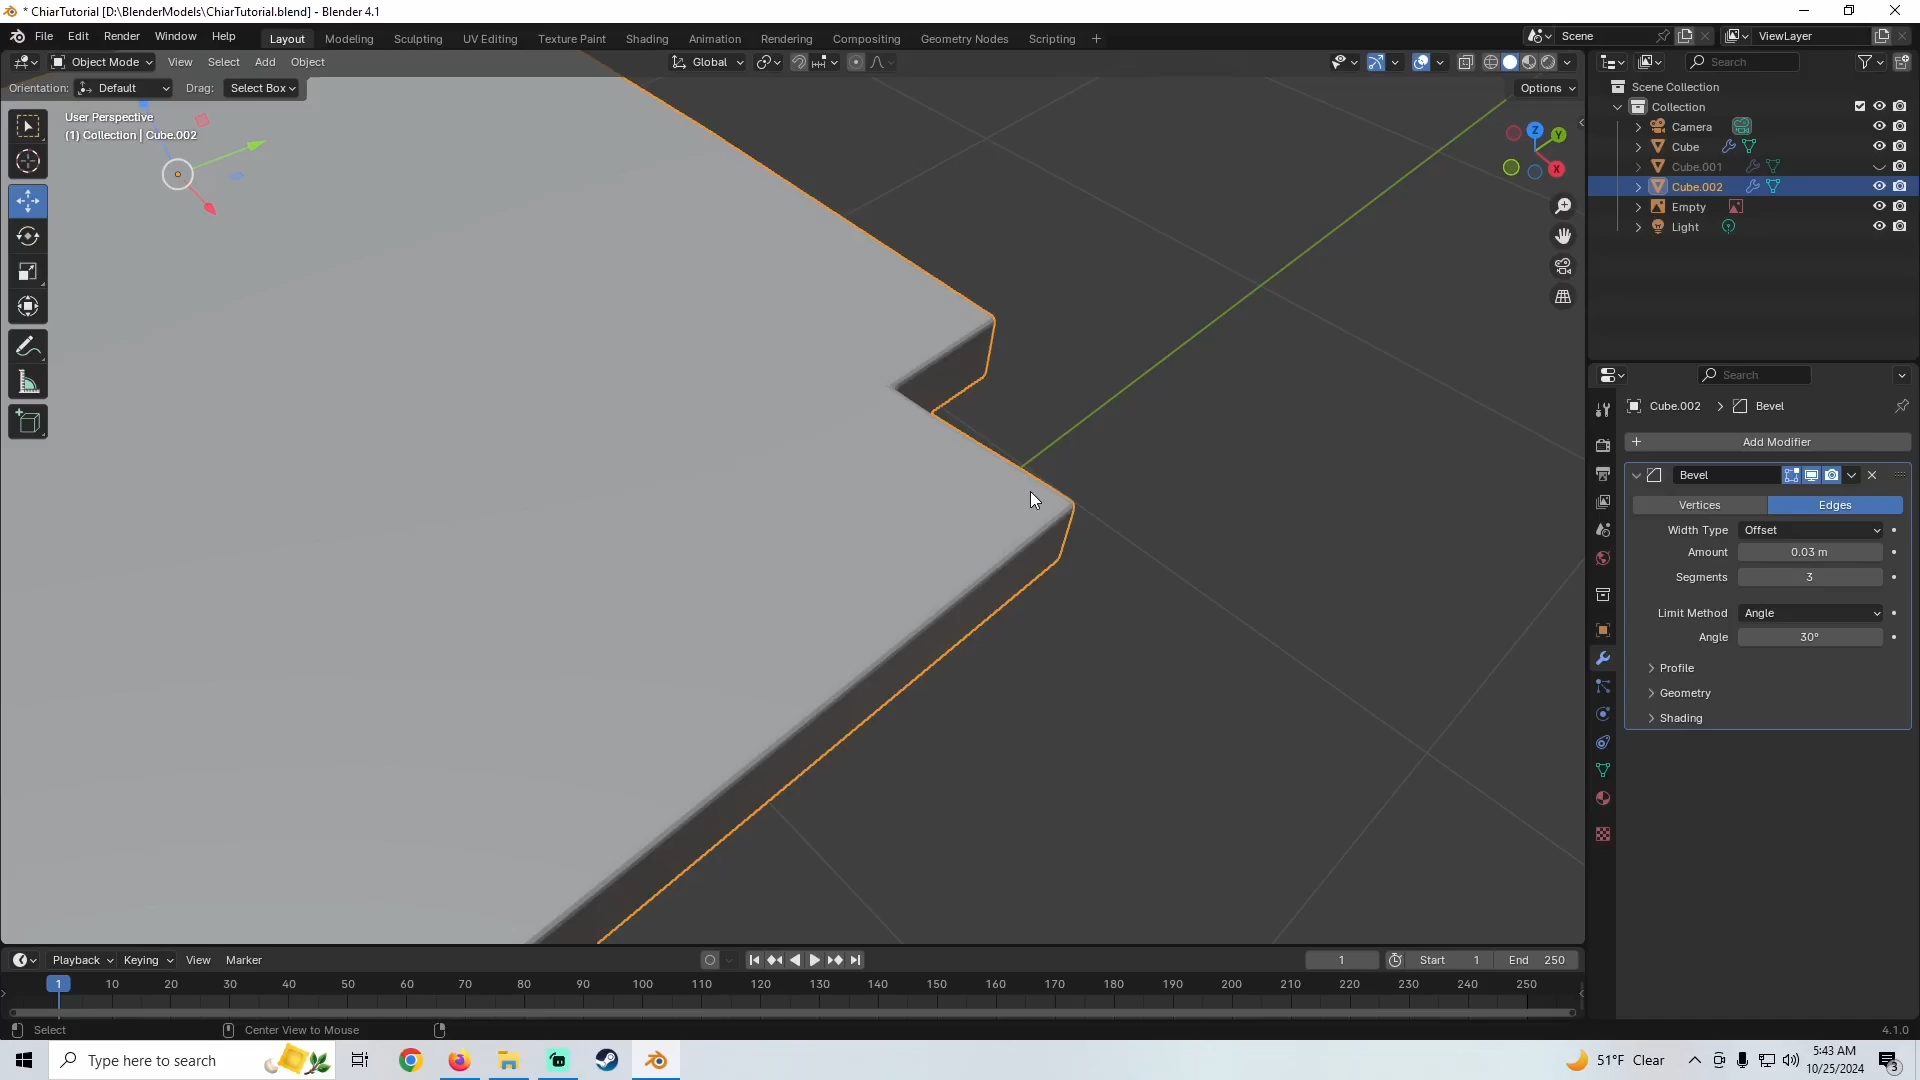 * ChiarTutorial [D:\BlenderModels\ChiarTutorial.blend] - Blender 4.1
File Edit Render Window Help Layout Modeling Sculpting UV Editing Texture Paint Shading Animation Rendering Compositing Geometry Nodes Scripting + Scene ViewLayer
Object Mode View Select Add Object Global
Orientation: Default Drag: Select Box Options
User Perspective
(1) Collection | Cube.002
Z
Y
X
Search
Scene Collection
Collection
Camera
Cube
Cube.001
Cube.002
Empty
Light
Search
Cube.002 > Bevel
+ Add Modifier
Bevel
Vertices Edges
Width Type Offset
Amount 0.03 m
Segments 3
Limit Method Angle
Angle 30°
Profile
Geometry
Shading
Playback Keying View Marker 1 Start 1 End 250
1 10 20 30 40 50 60 70 80 90 100 110 120 130 140 150 160 170 180 190 200 210 220 230 240 250
Select Center View to Mouse 4.1.0
Type here to search
51°F Clear
5:43 AM
10/25/2024
3